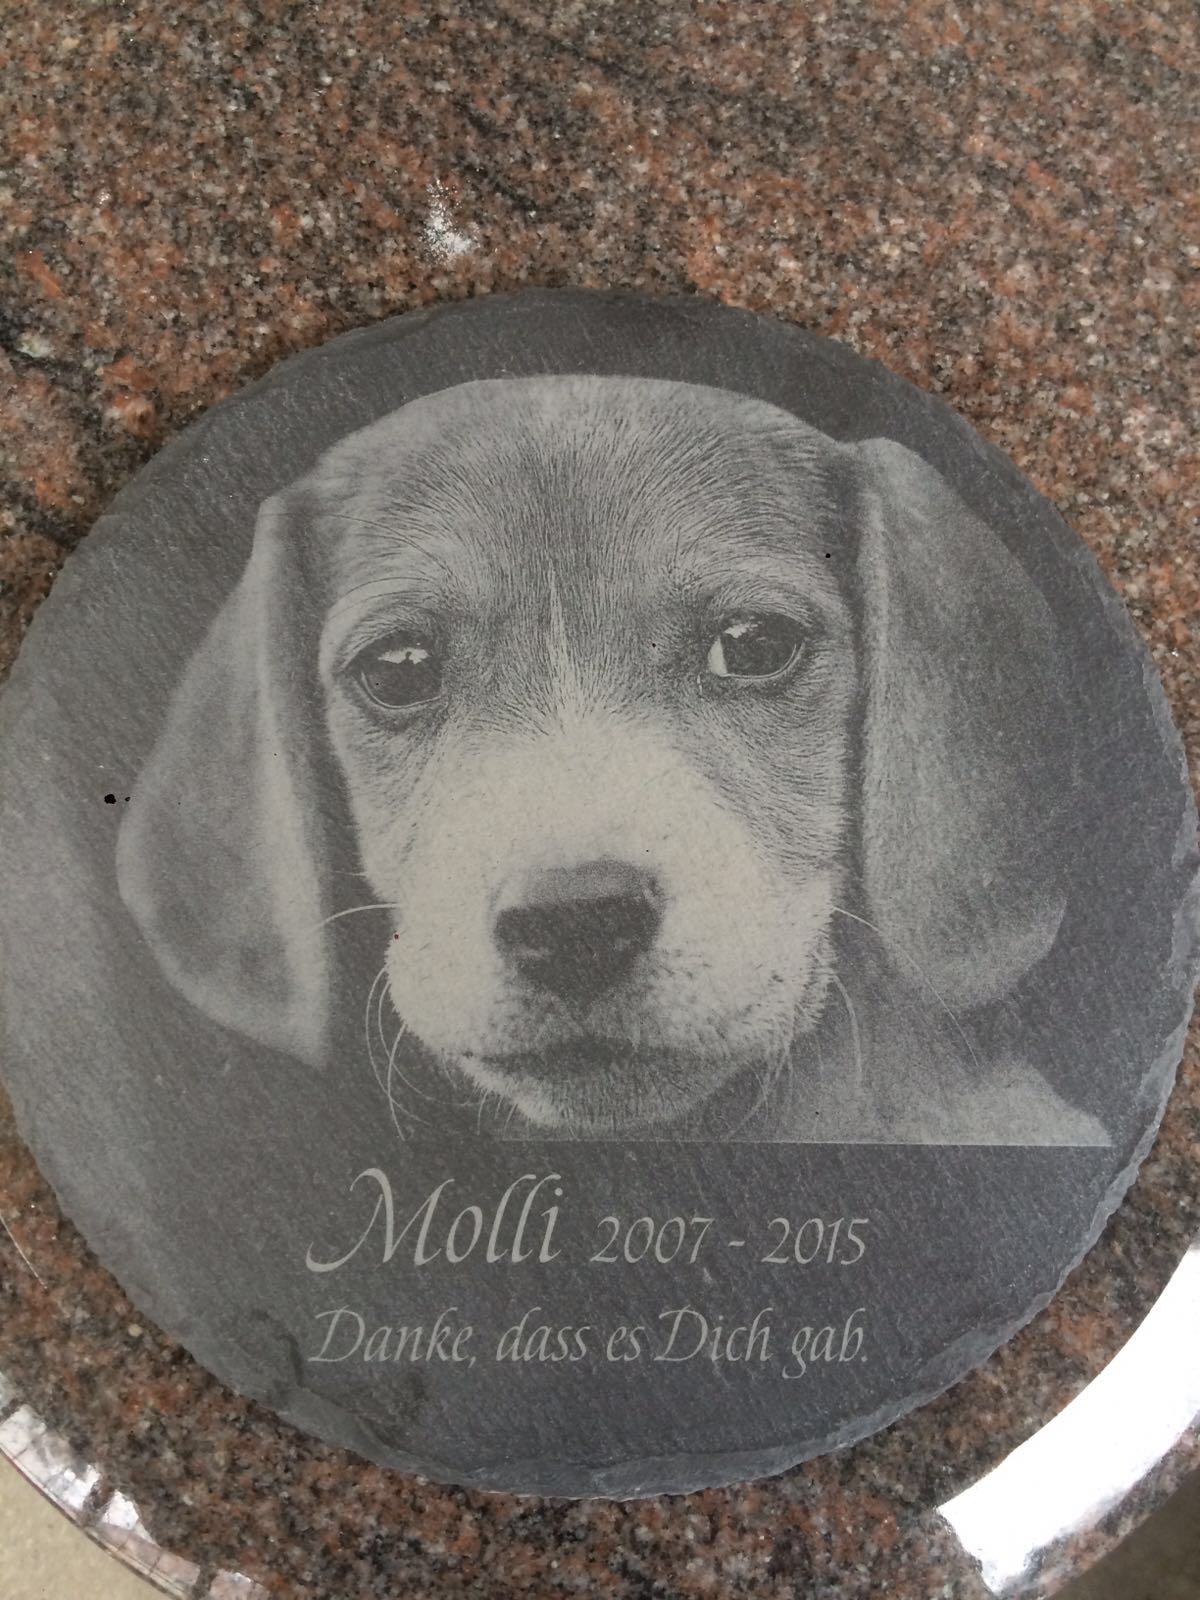 Molli 2007 - 2015
Danke, dass es Dich gab.